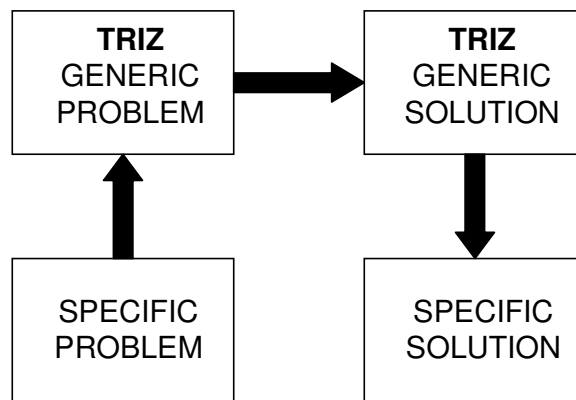 TRIZ
GENERIC
PROBLEM
TRIZ
GENERIC
SOLUTION
SPECIFIC
PROBLEM
SPECIFIC
SOLUTION